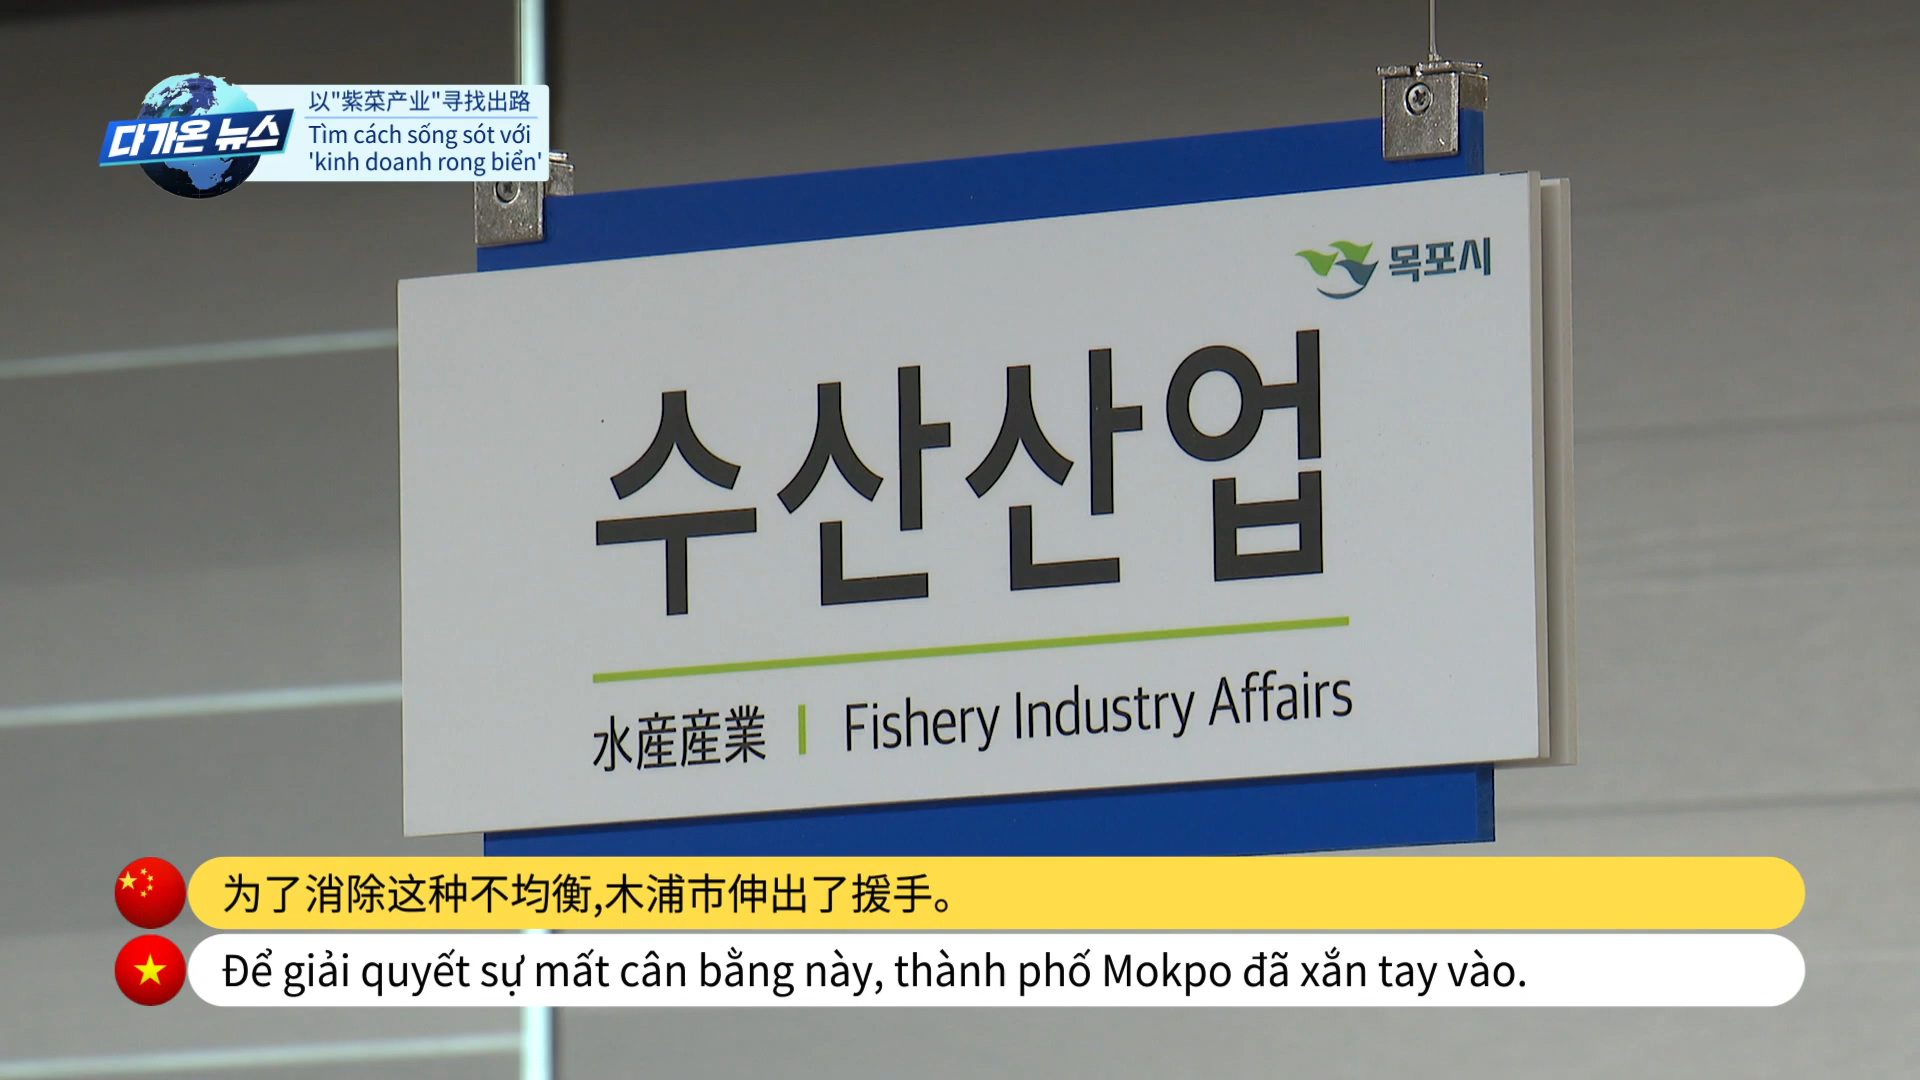 다가온 뉴스
以"紫菜产业"寻找出路
Tìm cách sống sót với
'kinh doanh rong biển'
목포시
수산산업
水産産業 | Fishery Industry Affairs
为了消除这种不均衡,木浦市伸出了援手。
Để giải quyết sự mất cân bằng này, thành phố Mokpo đã xắn tay vào.